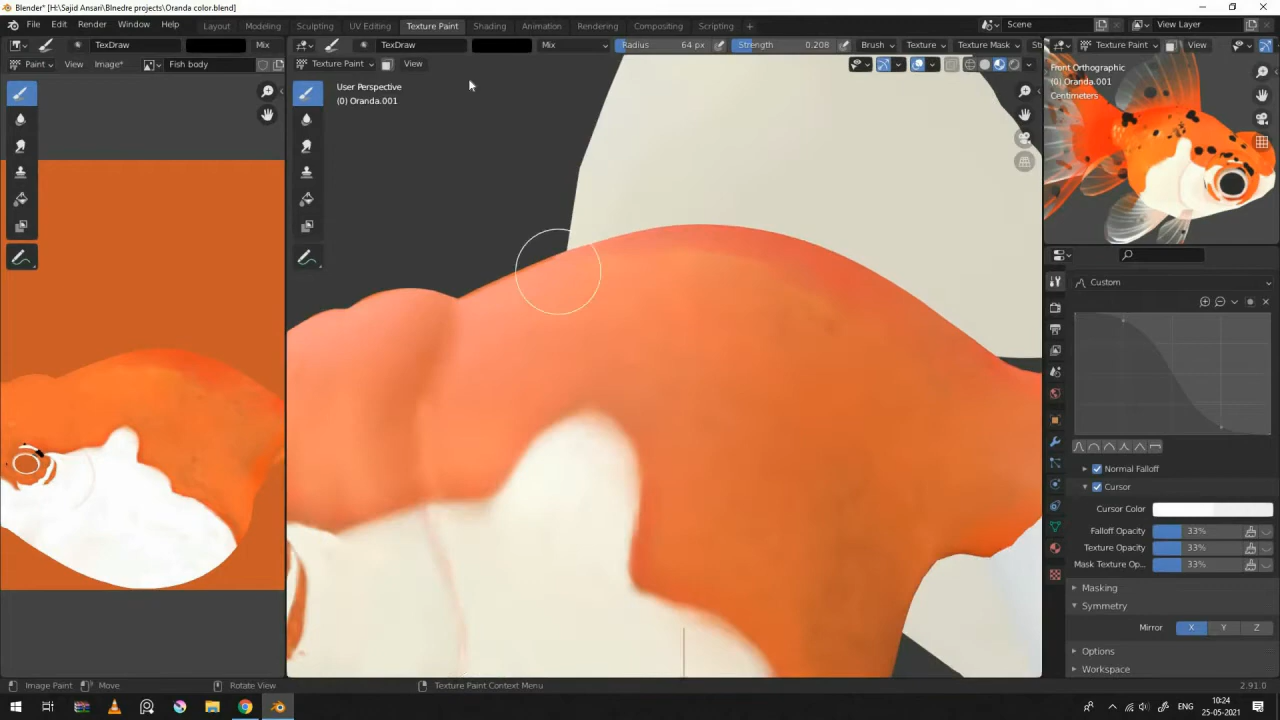 Blender* [H:\Sajid Ansari\Blnedre projects\Oranda color.blend]
File Edit Render Window Help Layout Modeling Sculpting UV Editing Texture Paint Shading Animation Rendering Compositing Scripting + Scene View Layer
TexDraw Mix TexDraw Mix Radius 64 px Strength 0.208 Brush Texture Texture Mask St Texture Paint View
Paint View Image* Fish body Texture Paint View
User Perspective
(0) Oranda.001
Front Orthographic
(0) Oranda.001
Centimeters
Custom
Normal Falloff
Cursor
Cursor Color
Falloff Opacity 33%
Texture Opacity 33%
Mask Texture Op... 33%
Masking
Symmetry
Mirror X Y Z
Options
Workspace
Image Paint Move Rotate View Texture Paint Context Menu 2.91.0
ENG 10:24
25-05-2021